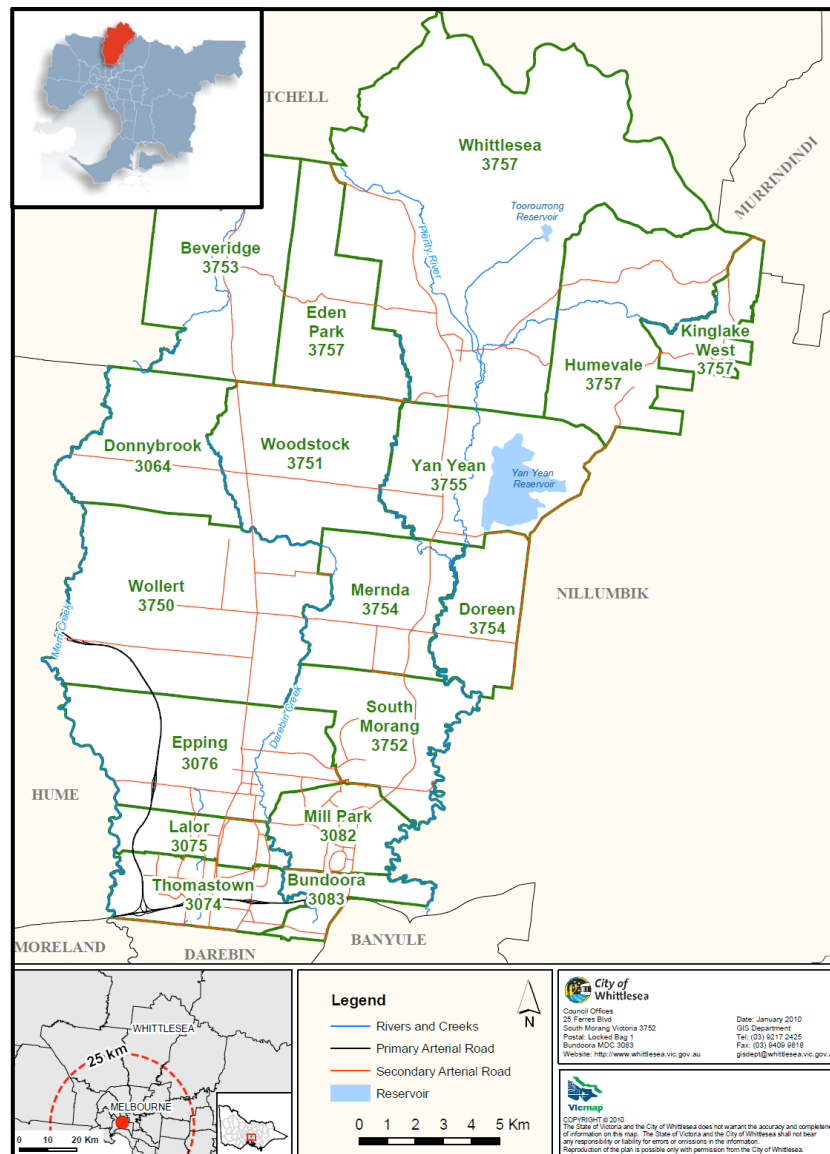 TCHELL
Whittlesea
3757
MURRINDINDI
Toorourrong
Reservoir
Plenty River
Beveridge
3753
Eden
Park
3757
Kinglake
West
3757
Humevale
3757
Donnybrook
3064
Woodstock
3751
Yan Yean
3755
Yan Yean
Reservoir
Wollert
3750
Mernda
3754
Doreen
3754
NILLUMBIK
Merri Creek
Darebin Creek
South
Morang
3752
Epping
3076
HUME
Mill Park
3082
Lalor
3075
Thomastown
3074
Bundoora
3083
MORELAND
DAREBIN
BANYULE
WHITTLESEA
25 km
MELBOURNE
0 10 20 Km
Legend
N
Rivers and Creeks
Primary Arterial Road
Secondary Arterial Road
Reservoir
0 1 2 3 4 5 Km
City of
Whittlesea
Council Offices
25 Ferres Blvd
South Morang Victoria 3752
Postal: Locked Bag 1
Bundoora MDC 3083
Website: http://www.whittlesea.vic.gov.au
Date: January 2010
GIS Department
Tel: (03) 9217 2425
Fax: (03) 9409 9818
gisdept@whittlesea.vic.gov.a
Vicmap
COPYRIGHT © 2010
The State of Victoria and the City of Whittlesea does not warrant the accuracy and completene
of information on this map. The State of Victoria and the City of Whittlesea shall not bear
any responsibility or liability for errors or omissions in the information.
Reproduction of the plan is possible only with permission from the City of Whittlesea.